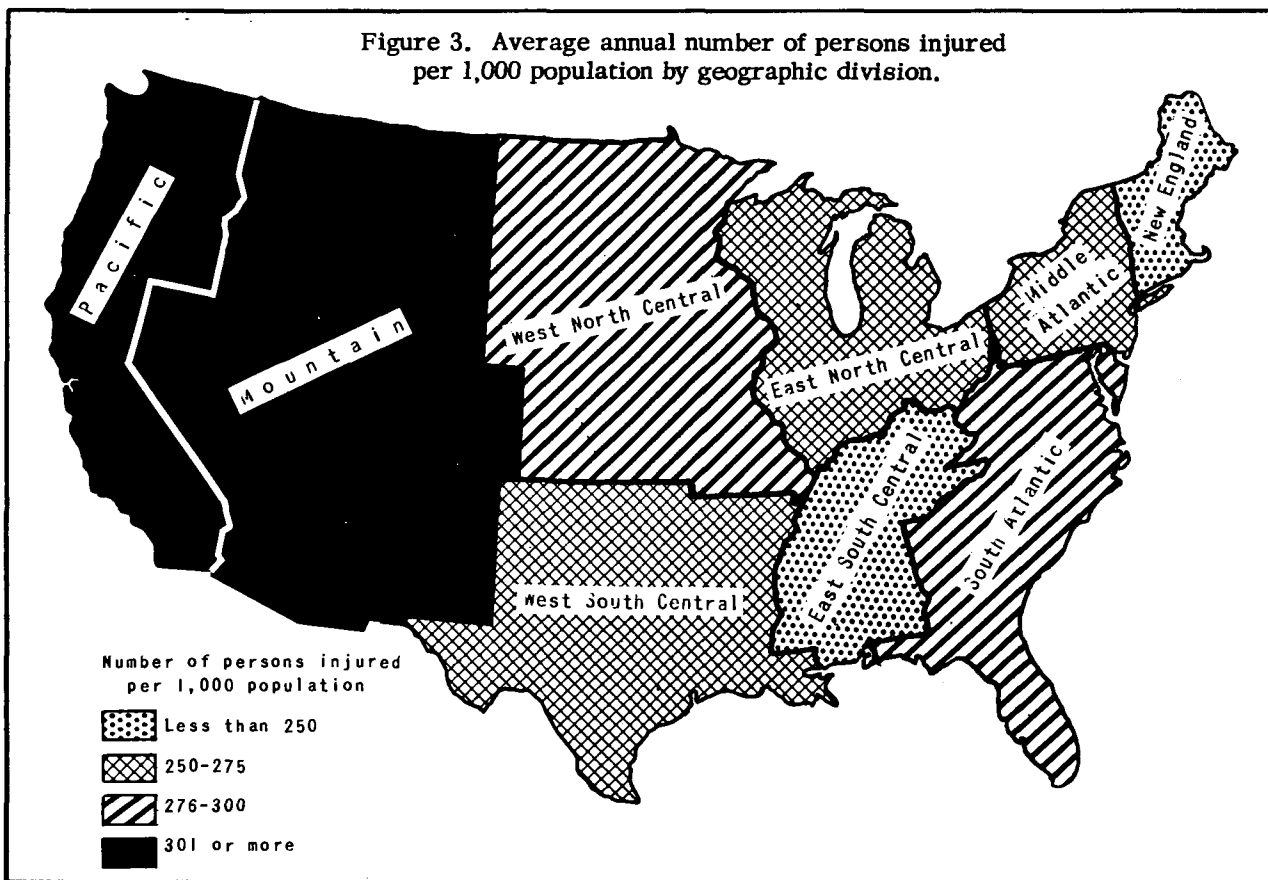 Figure 3. Average annual number of persons injured
per 1,000 population by geographic division.
Pacific
Mountain
West North Central
East North Central
Middle
Atlantic
New England
West South Central
East South Central
South Atlantic
Number of persons injured
per 1,000 population
Less than 250
250-275
276-300
301 or more